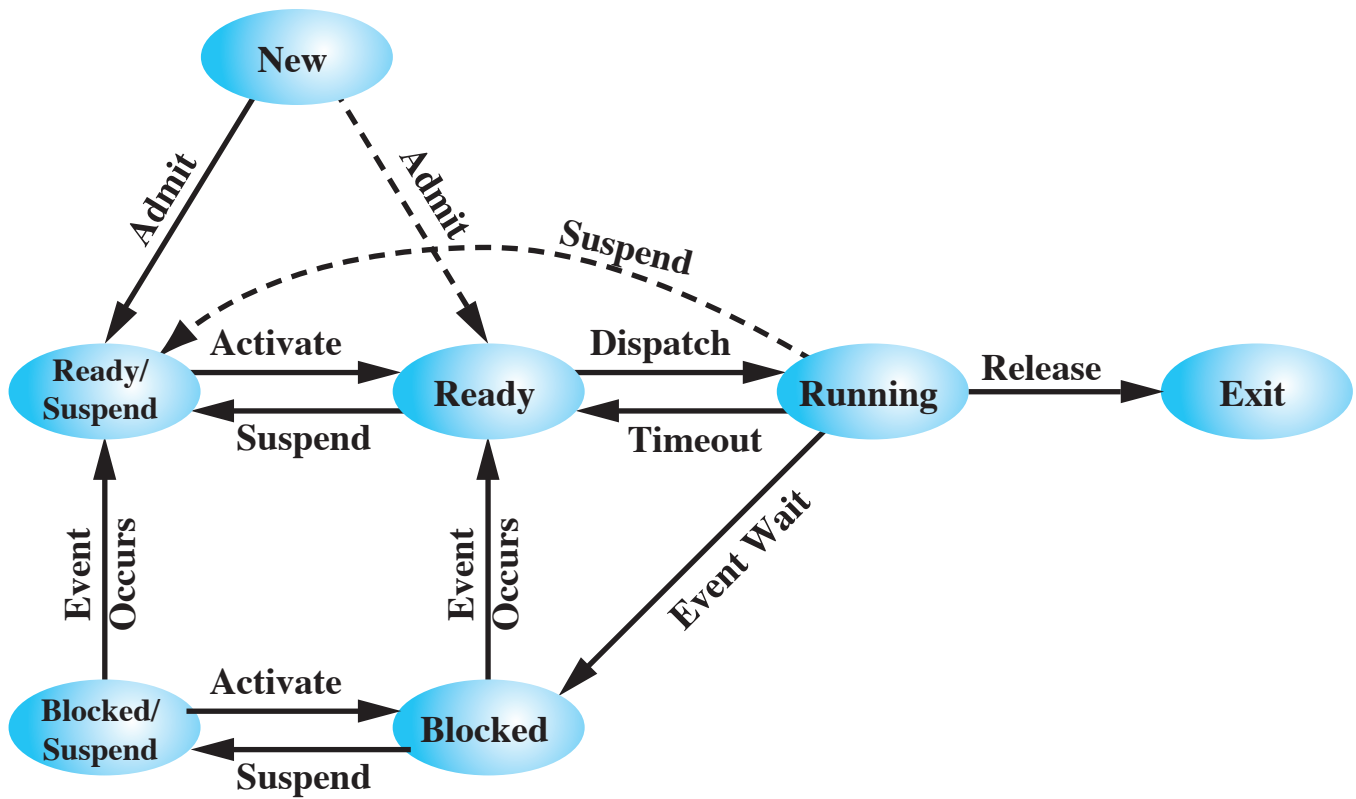 New
Admit
Admit
Suspend
Activate
Dispatch
Release
Ready/
Suspend
Ready
Running
Exit
Suspend
Timeout
Event
Occurs
Event
Occurs
Event Wait
Activate
Blocked/
Suspend
Blocked
Suspend